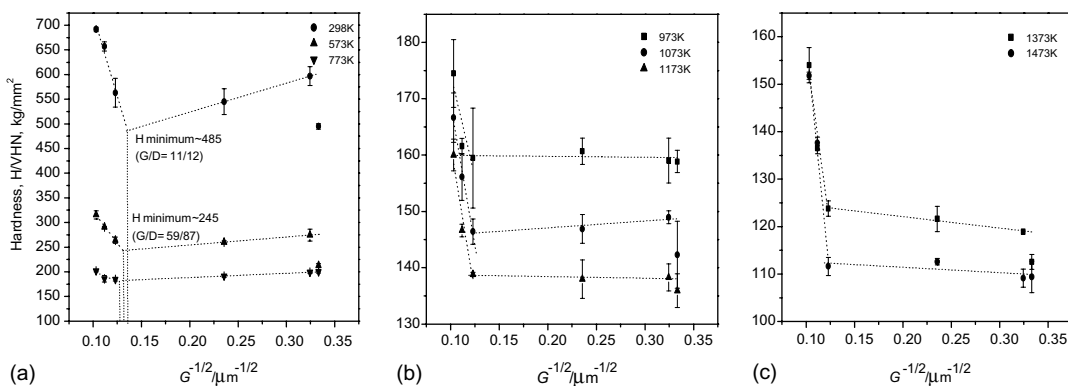 700
650
600
550
500
450
400
350
300
250
200
150
100
Hardness, H/VHN, kg/mm²
298K
573K
773K
H minimum~485
(G/D= 11/12)
H minimum~245
(G/D= 59/87)
0.10 0.15 0.20 0.25 0.30 0.35
(a)
G⁻¹/²/μm⁻¹/²
180
170
160
150
140
130
973K
1073K
1173K
0.10 0.15 0.20 0.25 0.30 0.35
(b)
G⁻¹/²/μm⁻¹/²
160
150
140
130
120
110
100
1373K
1473K
0.10 0.15 0.20 0.25 0.30 0.35
(c)
G⁻¹/²/μm⁻¹/²